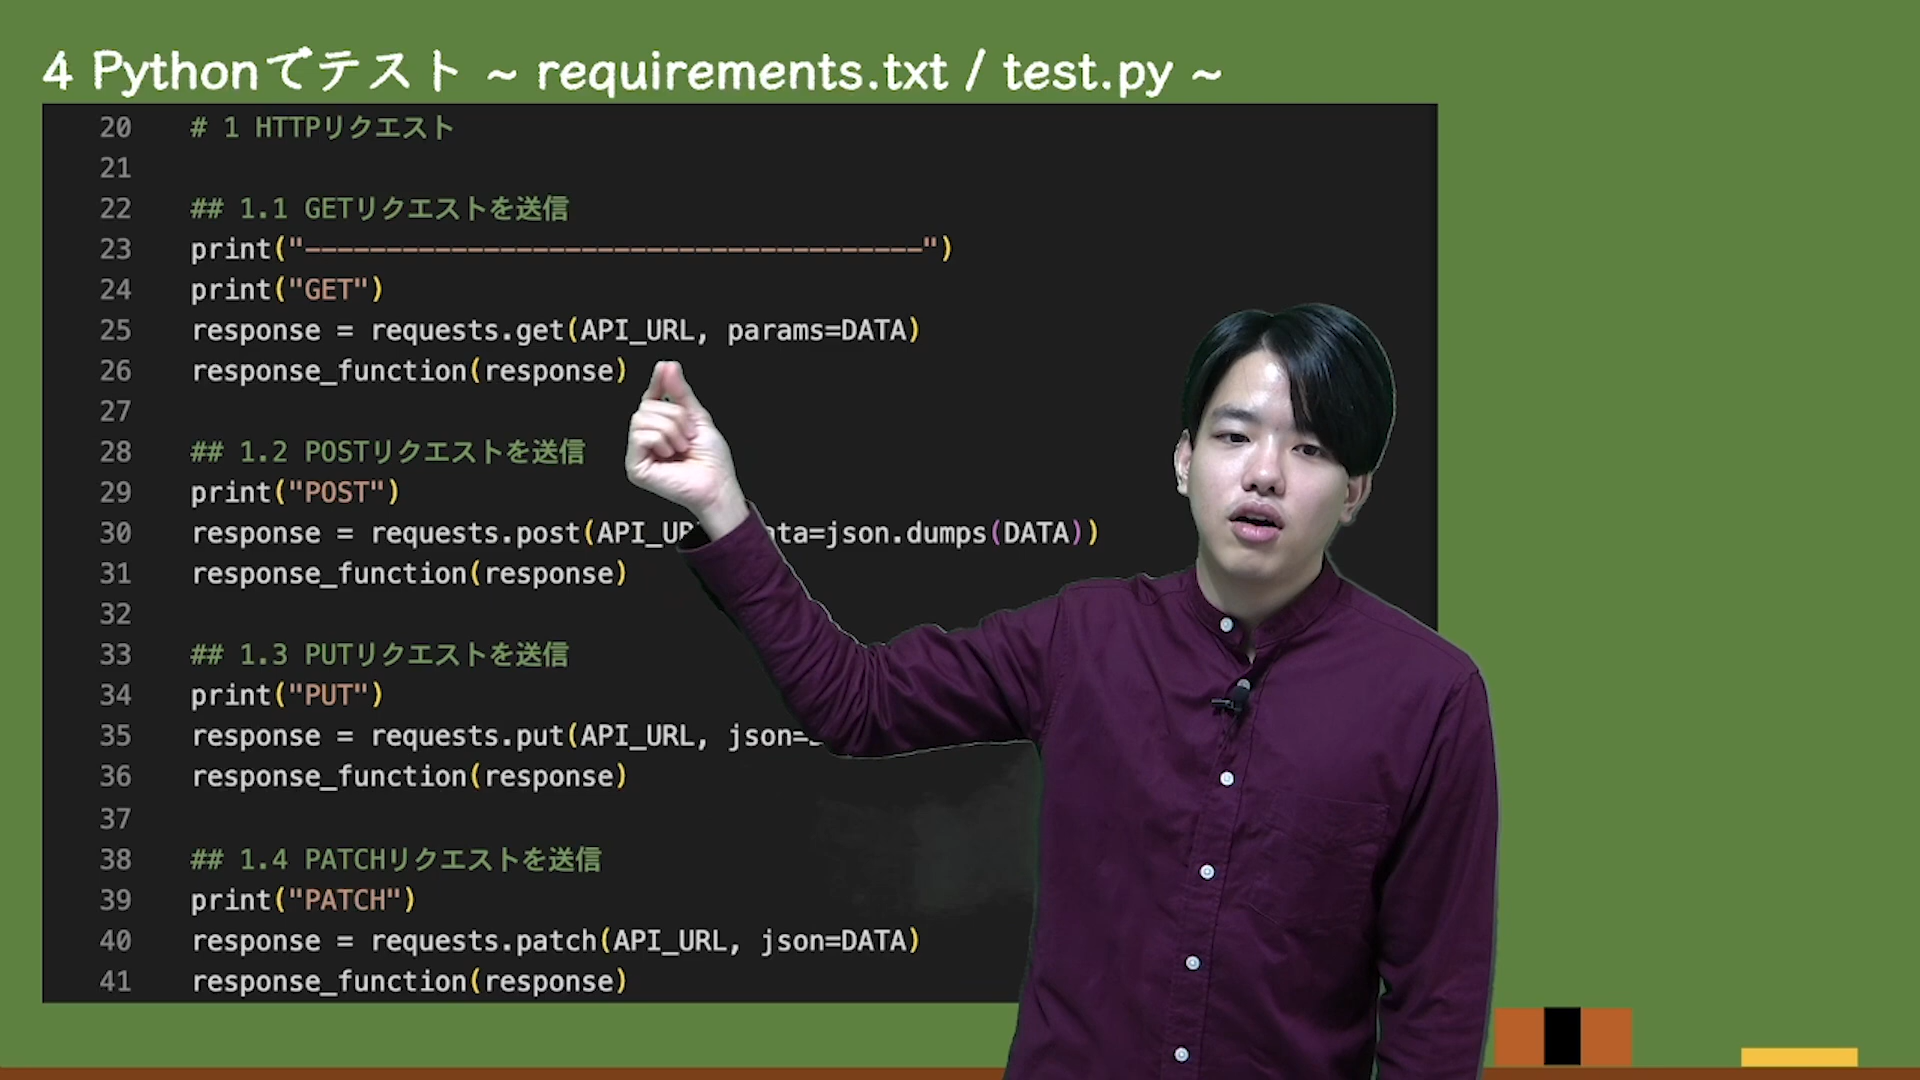 4 Pythonでテスト ~ requirements.txt / test.py ~
20 # 1 HTTPリクエスト
21
22 ## 1.1 GETリクエストを送信
23 print("--------------------------------------")
24 print("GET")
25 response = requests.get(API_URL, params=DATA)
26 response_function(response)
27
28 ## 1.2 POSTリクエストを送信
29 print("POST")
30 response = requests.post(API_UR ata=json.dumps(DATA))
31 response_function(response)
32
33 ## 1.3 PUTリクエストを送信
34 print("PUT")
35 response = requests.put(API_URL, json=
36 response_function(response)
37
38 ## 1.4 PATCHリクエストを送信
39 print("PATCH")
40 response = requests.patch(API_URL, json=DATA)
41 response_function(response)